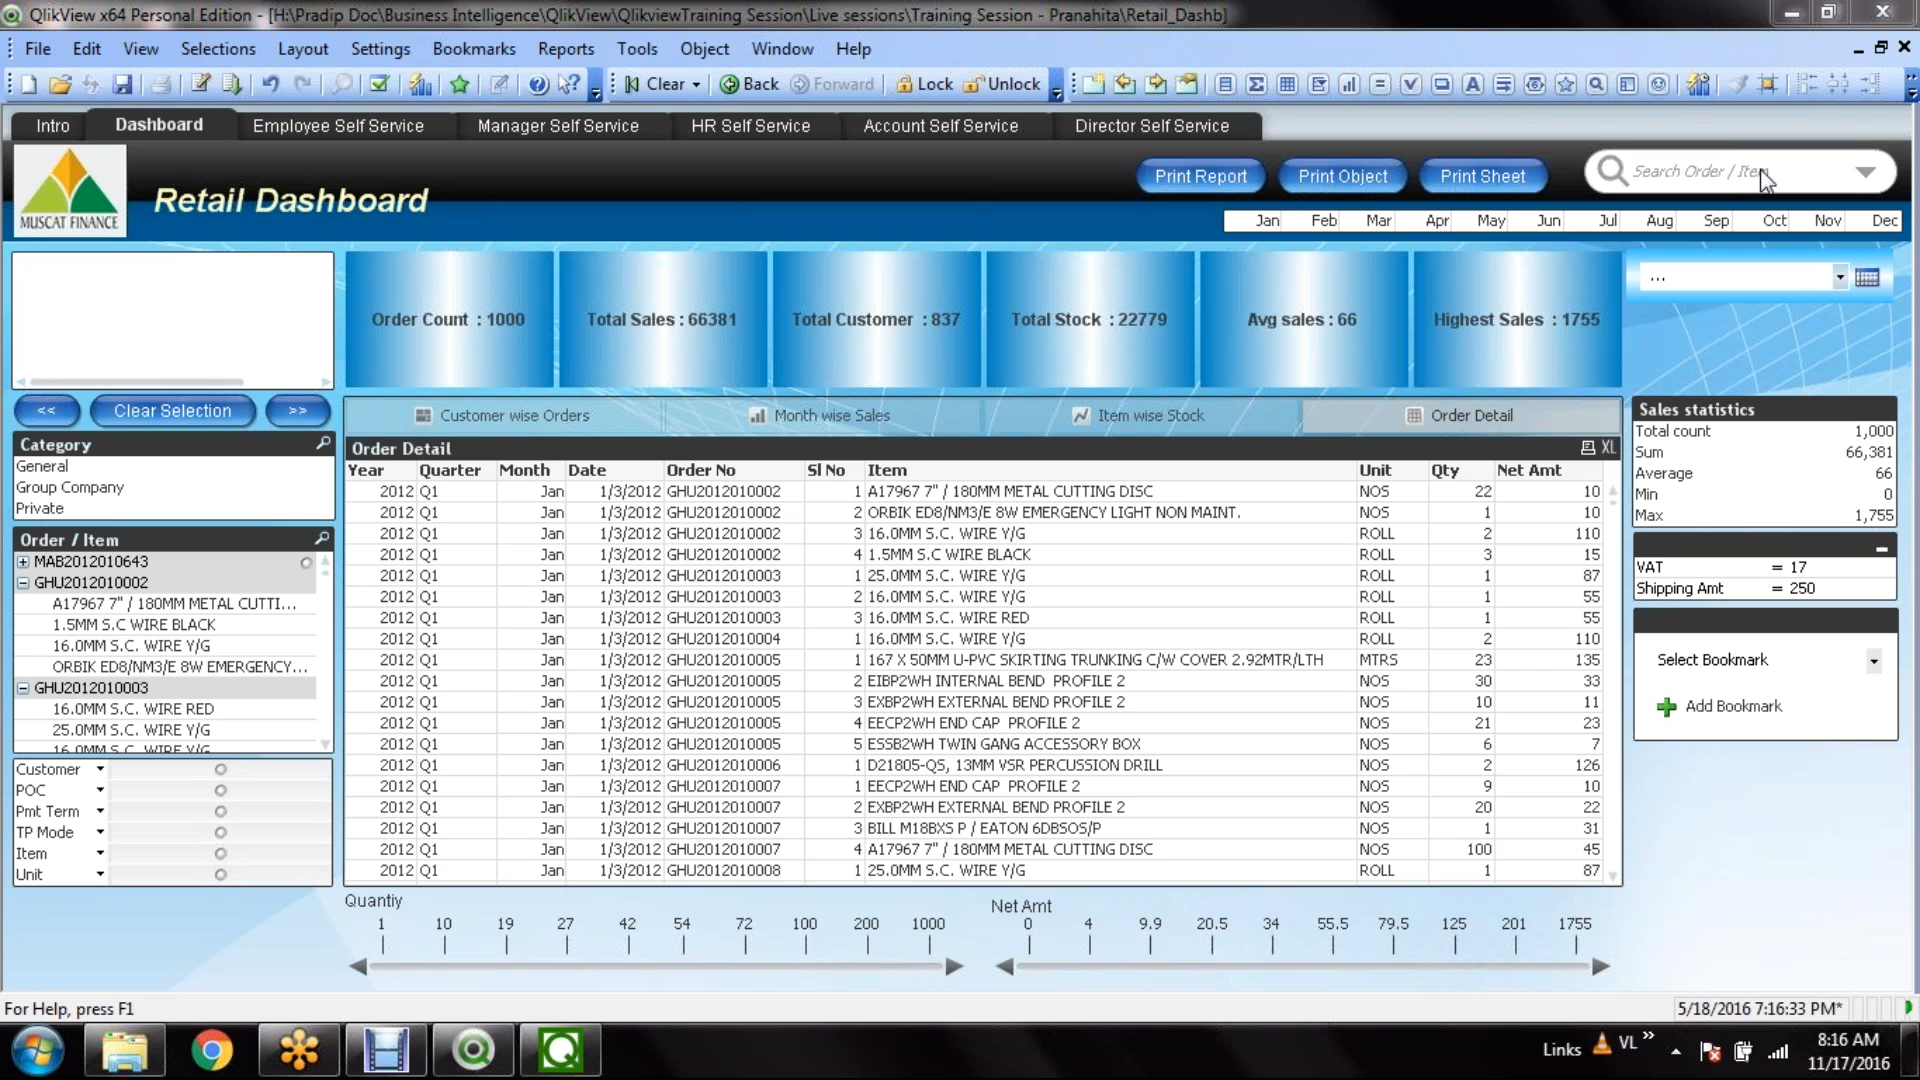 QlikView x64 Personal Edition - [H:\Pradip Doc\Business Intelligence\QlikView\QlikviewTraining Session\Live sessions\Training Session - Pranahita\Retail_Dashb]
File Edit View Selections Layout Settings Bookmarks Reports Tools Object Window Help
Clear Back Forward Lock Unlock
Intro Dashboard Employee Self Service Manager Self Service HR Self Service Account Self Service Director Self Service
MUSCAT FINANCE
Retail Dashboard
Print Report Print Object Print Sheet
Search Order / Item
Jan Feb Mar Apr May Jun Jul Aug Sep Oct Nov Dec
Order Count : 1000
Total Sales : 66381
Total Customer : 837
Total Stock : 22779
Avg sales : 66
Highest Sales : 1755
...
<< Clear Selection >>
Category
General
Group Company
Private
Order / Item
MAB2012010643
GHU2012010002
A17967 7" / 180MM METAL CUTTI...
1.5MM S.C WIRE BLACK
16.0MM S.C. WIRE Y/G
ORBIK ED8/NM3/E 8W EMERGENCY...
GHU2012010003
16.0MM S.C. WIRE RED
25.0MM S.C. WIRE Y/G
16.0MM S.C. WIRE Y/G
Customer
POC
Pmt Term
TP Mode
Item
Unit
Customer wise Orders Month wise Sales Item wise Stock Order Detail
Order Detail XL
Year Quarter Month Date Order No Sl No Item Unit Qty Net Amt
2012 Q1 Jan 1/3/2012 GHU2012010002 1 A17967 7" / 180MM METAL CUTTING DISC NOS 22 10
2012 Q1 Jan 1/3/2012 GHU2012010002 2 ORBIK ED8/NM3/E 8W EMERGENCY LIGHT NON MAINT. NOS 1 10
2012 Q1 Jan 1/3/2012 GHU2012010002 3 16.0MM S.C. WIRE Y/G ROLL 2 110
2012 Q1 Jan 1/3/2012 GHU2012010002 4 1.5MM S.C WIRE BLACK ROLL 3 15
2012 Q1 Jan 1/3/2012 GHU2012010003 1 25.0MM S.C. WIRE Y/G ROLL 1 87
2012 Q1 Jan 1/3/2012 GHU2012010003 2 16.0MM S.C. WIRE Y/G ROLL 1 55
2012 Q1 Jan 1/3/2012 GHU2012010003 3 16.0MM S.C. WIRE RED ROLL 1 55
2012 Q1 Jan 1/3/2012 GHU2012010004 1 16.0MM S.C. WIRE Y/G ROLL 2 110
2012 Q1 Jan 1/3/2012 GHU2012010005 1 167 X 50MM U-PVC SKIRTING TRUNKING C/W COVER 2.92MTR/LTH MTRS 23 135
2012 Q1 Jan 1/3/2012 GHU2012010005 2 EIBP2WH INTERNAL BEND PROFILE 2 NOS 30 33
2012 Q1 Jan 1/3/2012 GHU2012010005 3 EXBP2WH EXTERNAL BEND PROFILE 2 NOS 10 11
2012 Q1 Jan 1/3/2012 GHU2012010005 4 EECP2WH END CAP PROFILE 2 NOS 21 23
2012 Q1 Jan 1/3/2012 GHU2012010005 5 ESSB2WH TWIN GANG ACCESSORY BOX NOS 6 7
2012 Q1 Jan 1/3/2012 GHU2012010006 1 D21805-QS, 13MM VSR PERCUSSION DRILL NOS 2 126
2012 Q1 Jan 1/3/2012 GHU2012010007 1 EECP2WH END CAP PROFILE 2 NOS 9 10
2012 Q1 Jan 1/3/2012 GHU2012010007 2 EXBP2WH EXTERNAL BEND PROFILE 2 NOS 20 22
2012 Q1 Jan 1/3/2012 GHU2012010007 3 BILL M18BXS P / EATON 6DBSOS/P NOS 1 31
2012 Q1 Jan 1/3/2012 GHU2012010007 4 A17967 7" / 180MM METAL CUTTING DISC NOS 100 45
2012 Q1 Jan 1/3/2012 GHU2012010008 1 25.0MM S.C. WIRE Y/G ROLL 1 87
Sales statistics
Total count 1,000
Sum 66,381
Average 66
Min 0
Max 1,755
VAT = 17
Shipping Amt = 250
Select Bookmark
Add Bookmark
Quantiy
1 10 19 27 42 54 72 100 200 1000
Net Amt
0 4 9.9 20.5 34 55.5 79.5 125 201 1755
For Help, press F1
5/18/2016 7:16:33 PM*
Links VL »
8:16 AM
11/17/2016